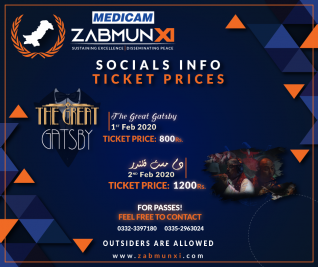 MEDICAM
ZABMUNXI
SUSTAINING EXCELLENCE | DISSEMINATING PEACE
SOCIALS INFO
TICKET PRICES
THE GREAT
GATSBY
The Great Gatsby
1st Feb 2020
TICKET PRICE: 800Rs.
2nd Feb 2020
TICKET PRICE: 1200Rs.
FOR PASSES!
FEEL FREE TO CONTACT
0332-3397180 0335-2963024
OUTSIDERS ARE ALLOWED
www.zabmunxi.com